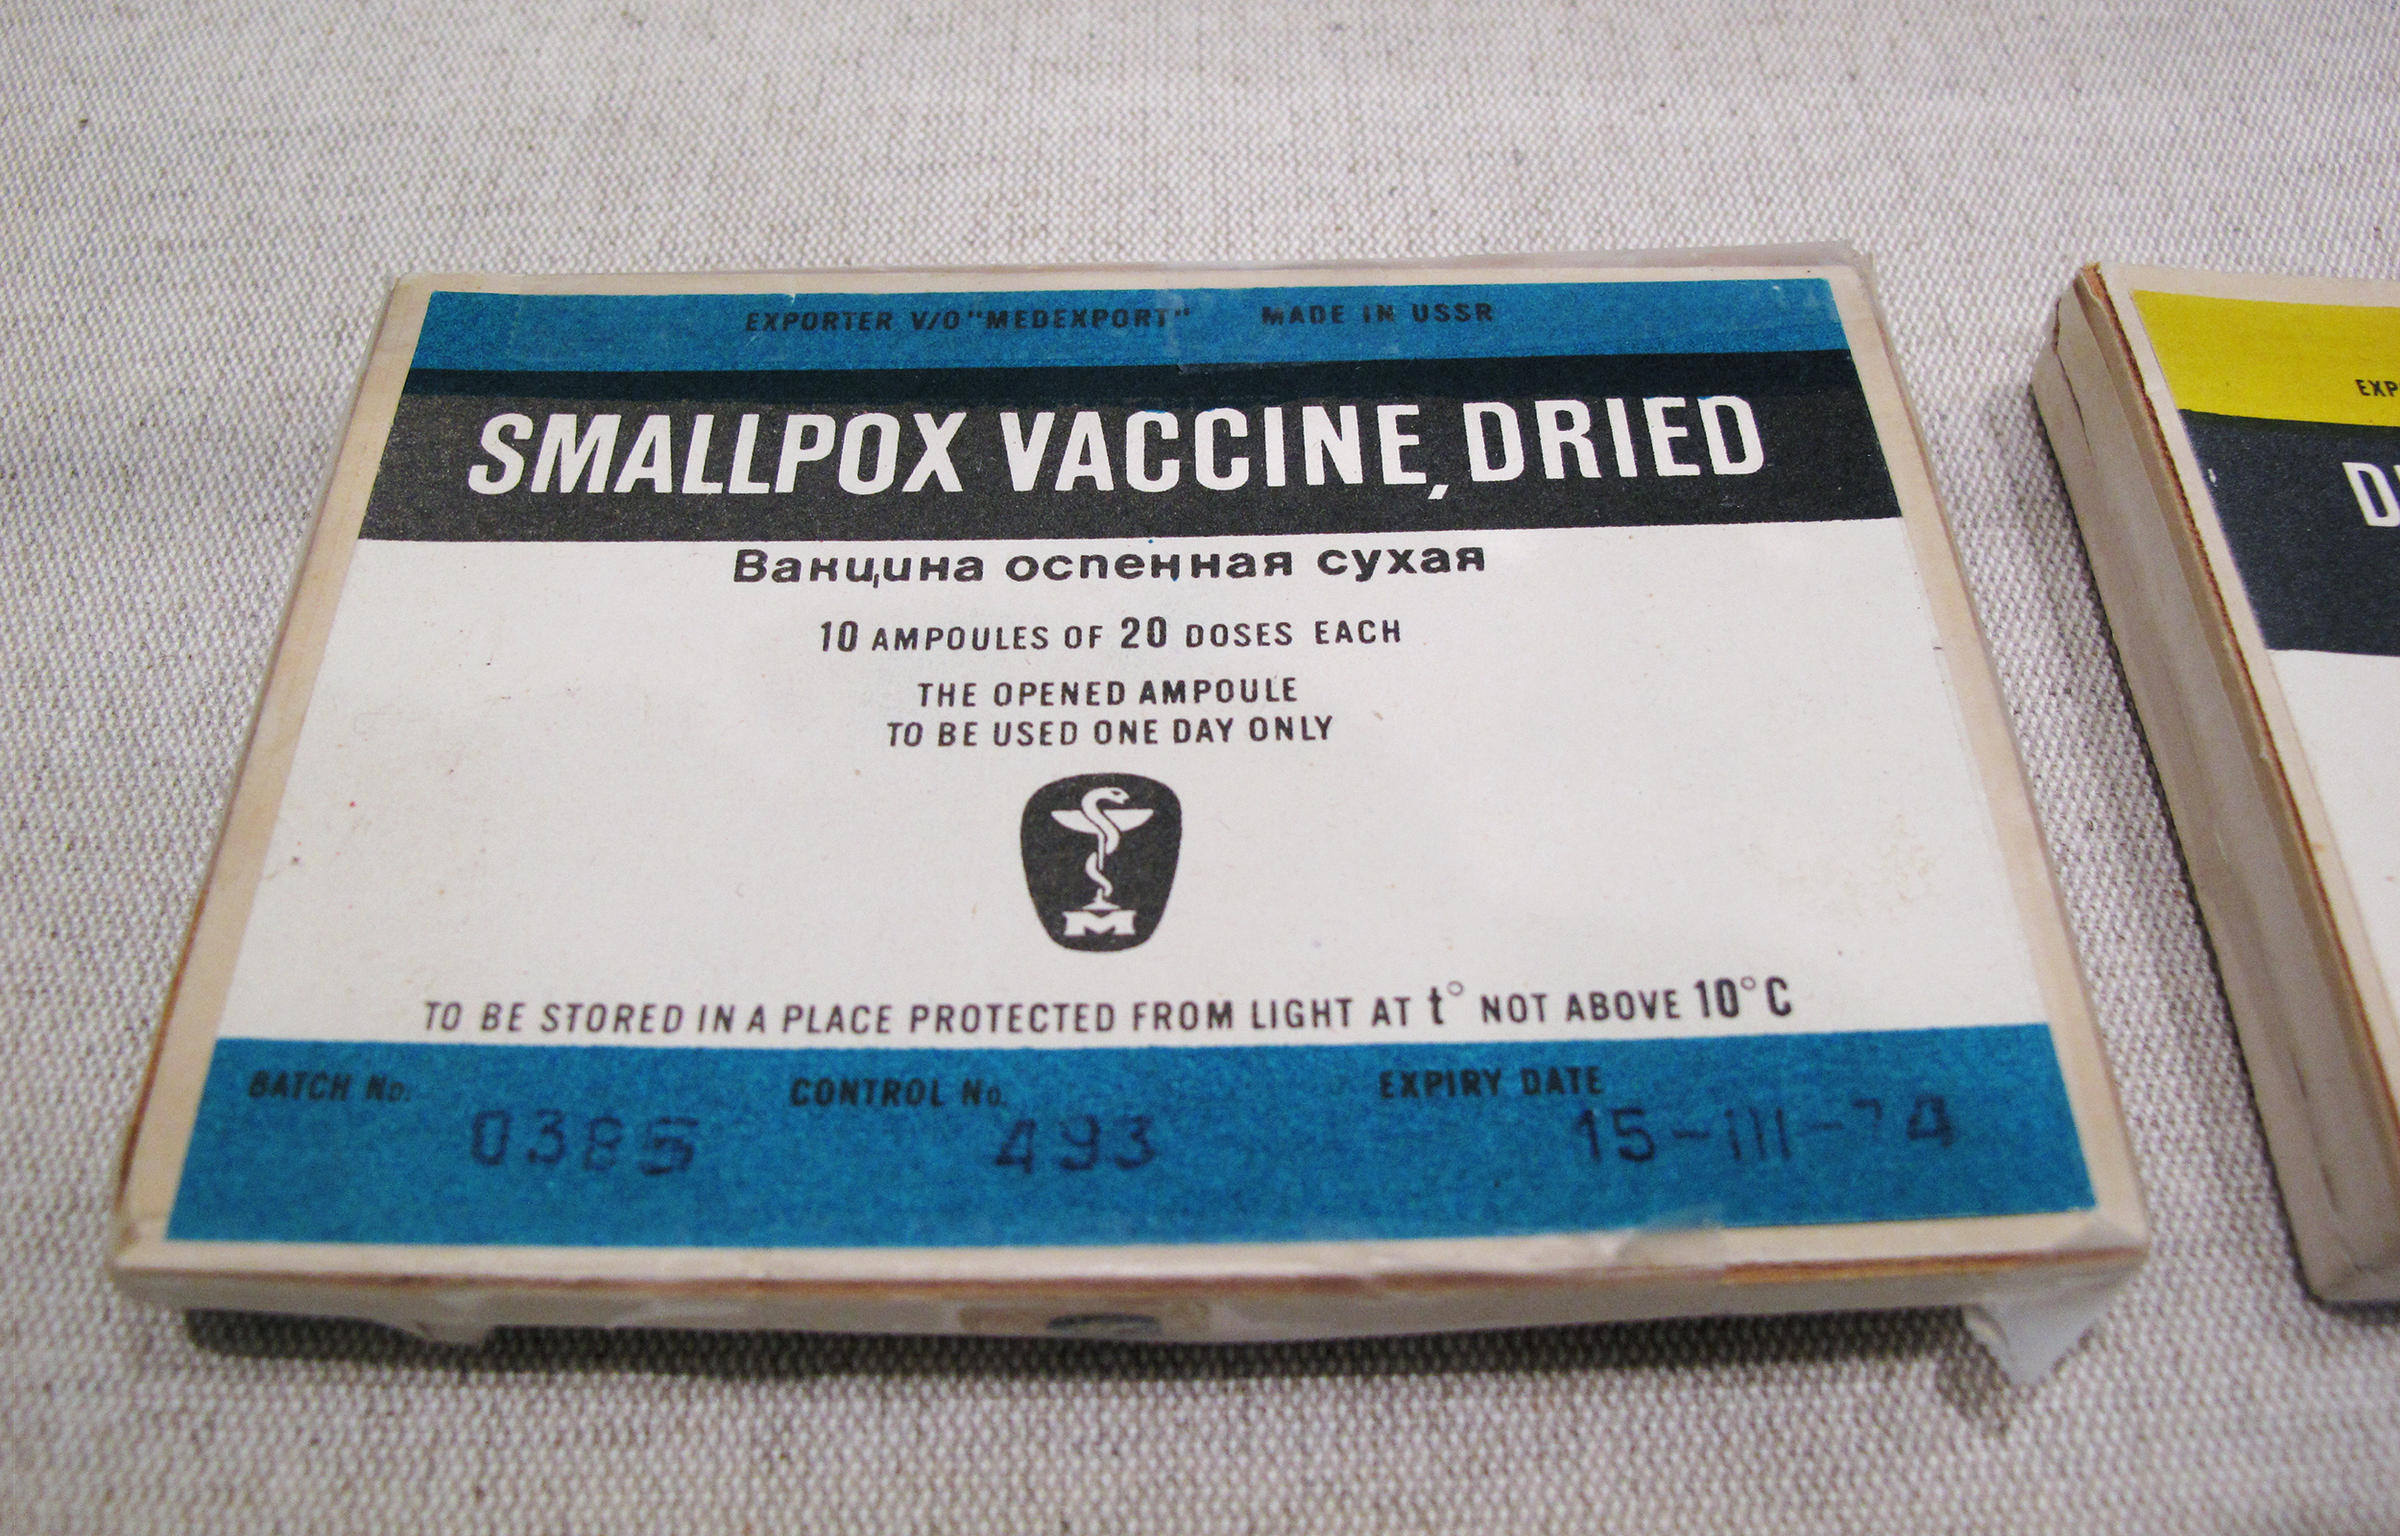 EXPORTER V/O "MEDEXPORT" MADE IN USSR
SMALLPOX VACCINE, DRIED
Вакцина оспенная сухая
10 AMPOULES OF 20 DOSES EACH
THE OPENED AMPOULE
TO BE USED ONE DAY ONLY
M
TO BE STORED IN A PLACE PROTECTED FROM LIGHT AT t° NOT ABOVE 10°C
BATCH No. CONTROL No. EXPIRY DATE
0385 493 15-III-74